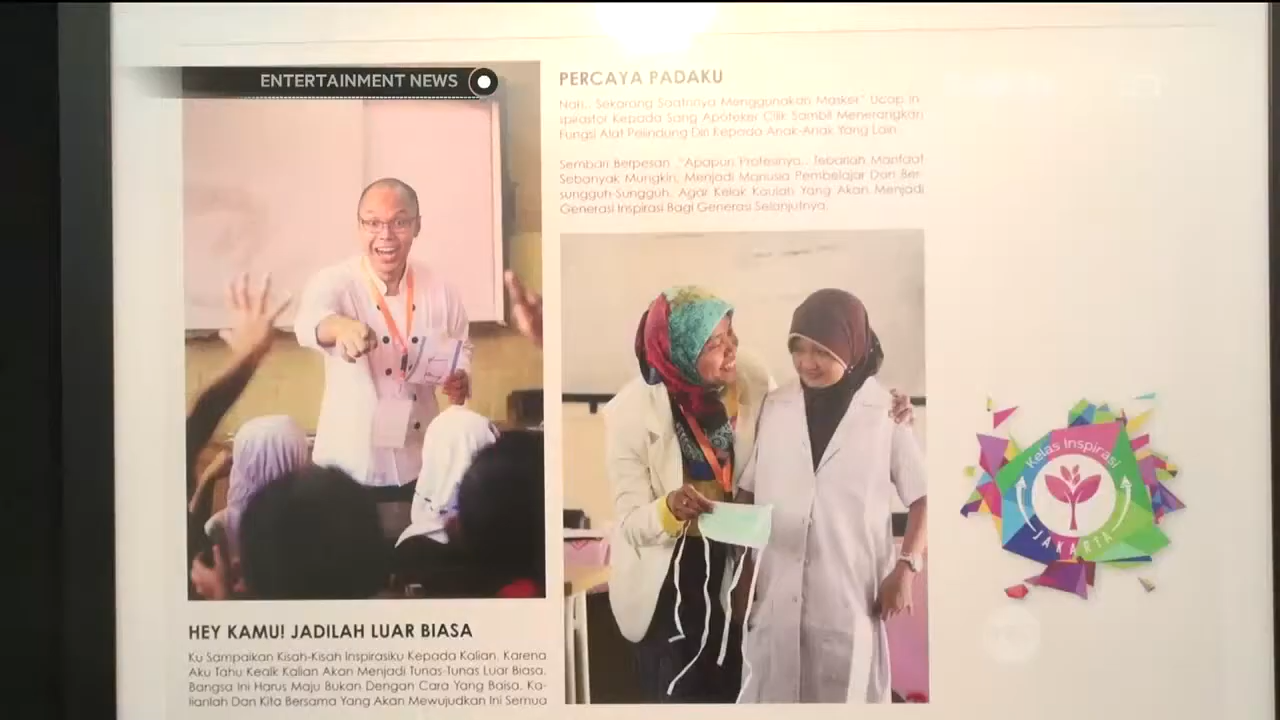 ENTERTAINMENT NEWS
HEY KAMU! JADILAH LUAR BIASA
Ku Sampaikan Kisah-Kisah Inspirasiku Kepada Kalian. Karena
Aku Tahu Kealk Kalian Akan Menjadi Tunas-Tunas Luar Biasa.
Bangsa Ini Harus Maju Bukan Dengan Cara Yang Baisa. Ka-
lianlah Dan Kita Bersama Yang Akan Mewujudkan Ini Semua
PERCAYA PADAKU
Nah.. Sekarang Saatnnya Menggunakan Masker" Ucap In-
spirastor Kepada Sang Apoteker Cilik Sambil Menerangkan
Fungsi Alat Pelindung Diri Kepada Anak-Anak Yang Lain.
Sembari Berpesan ."Apapun Profesinya.. Tebarlah Manfaat
Sebanyak Mungkin, Menjadi Manusia Pembelajar Dan Ber-
sungguh-Sungguh. Agar Kelak Kaulah Yang Akan Menjadi
Generasi Inspirasi Bagi Generasi Selanjutnya.
Kelas Inspirasi
JAKARTA